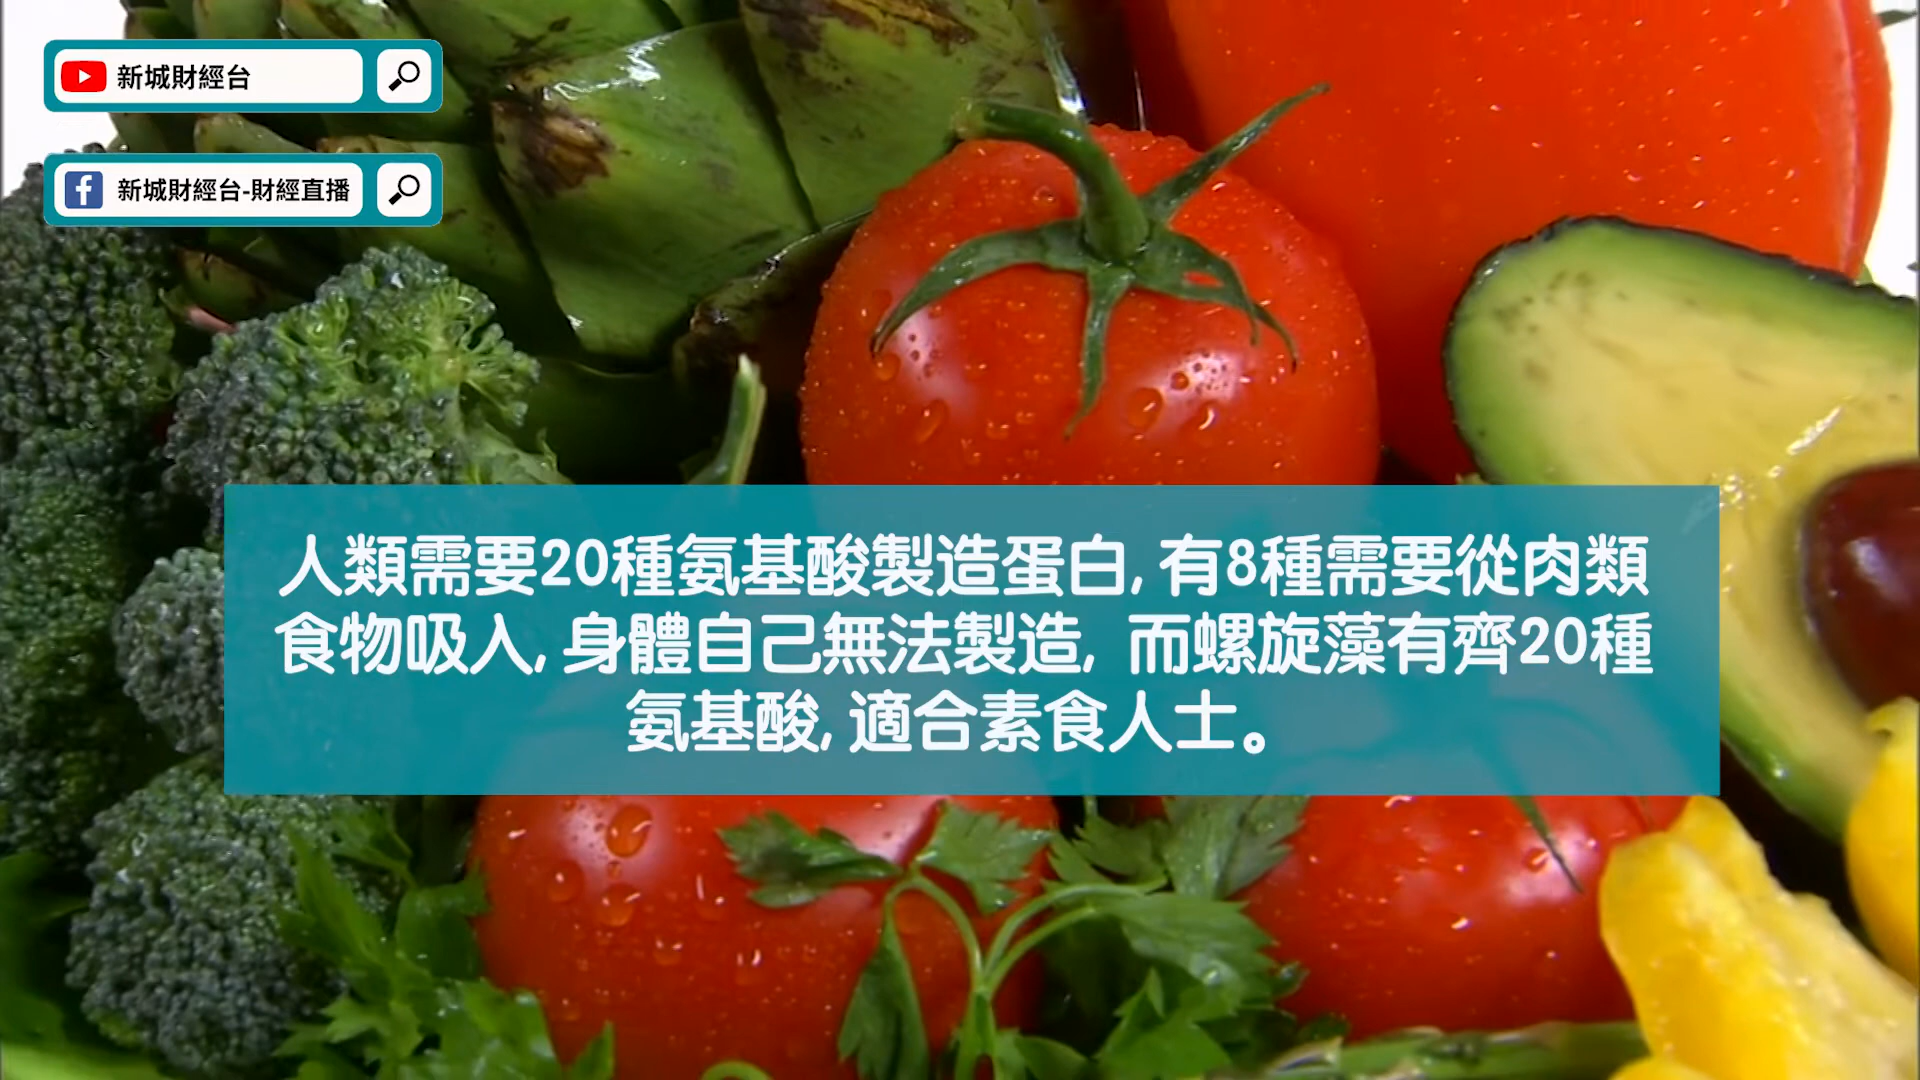 新城財經台
新城財經台-財經直播
人類需要20種氨基酸製造蛋白, 有8種需要從肉類
食物吸入, 身體自己無法製造, 而螺旋藻有齊20種
氨基酸, 適合素食人士。